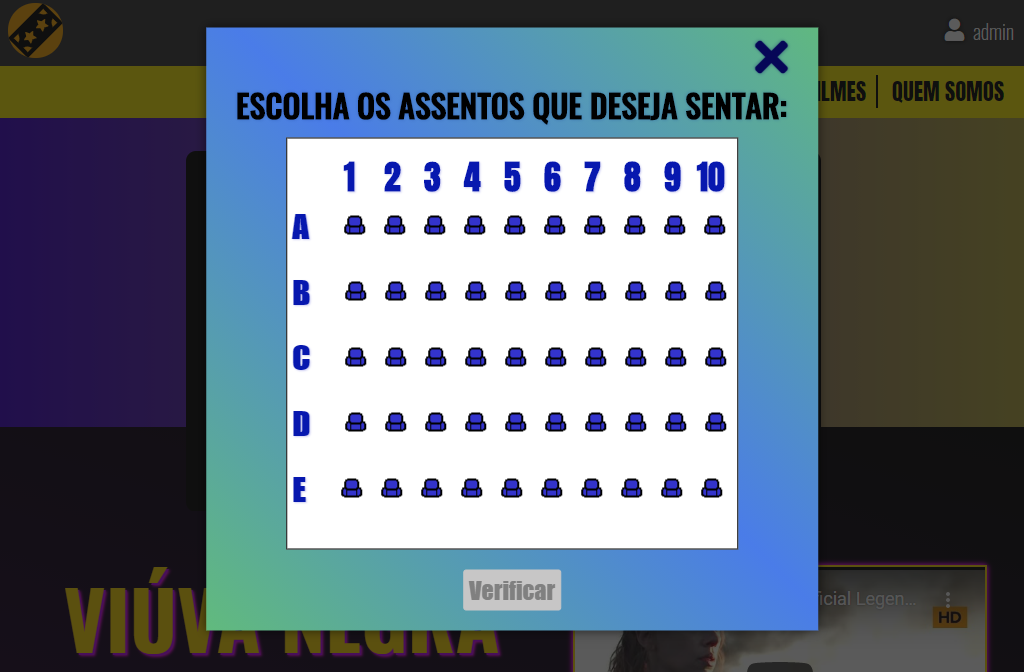 admin
QUEM SOMOS
ESCOLHA OS ASSENTOS QUE DESEJA SENTAR:
1 2 3 4 5 6 7 8 9 10
A
B
C
D
E
Verificar
VIÚVA NEGRA
HD